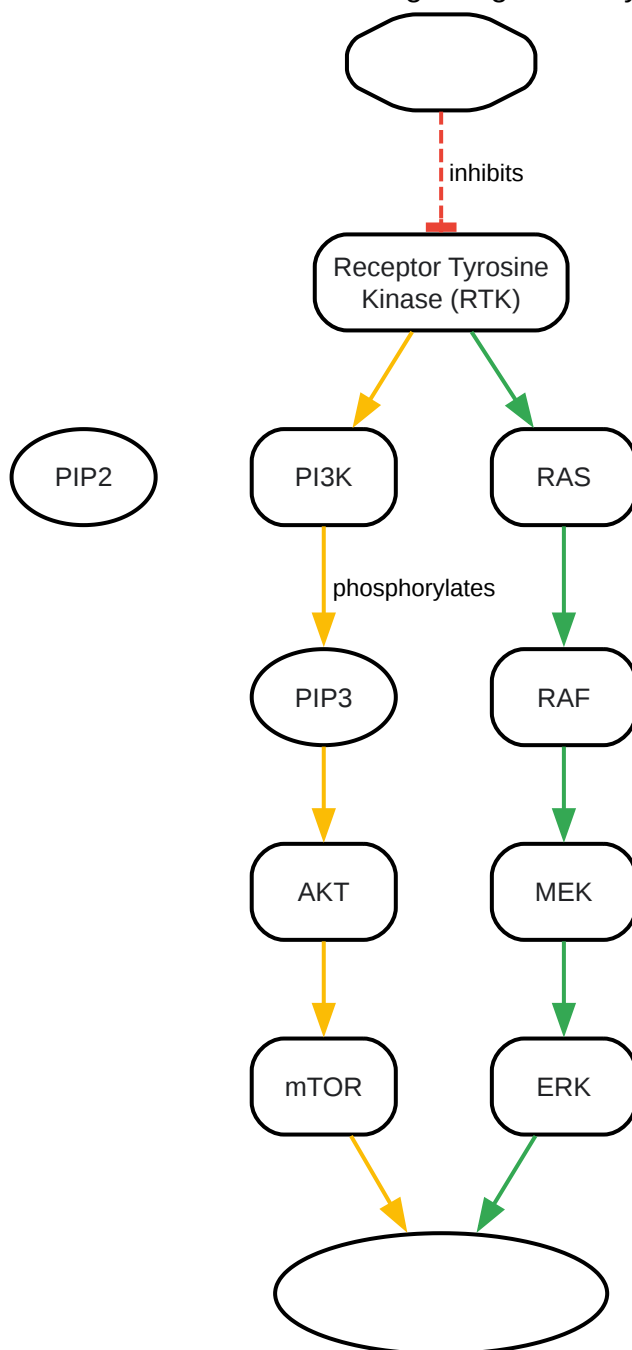 inhibits
Receptor Tyrosine
Kinase (RTK)
PIP2
PI3K
RAS
phosphorylates
PIP3
RAF
AKT
MEK
mTOR
ERK